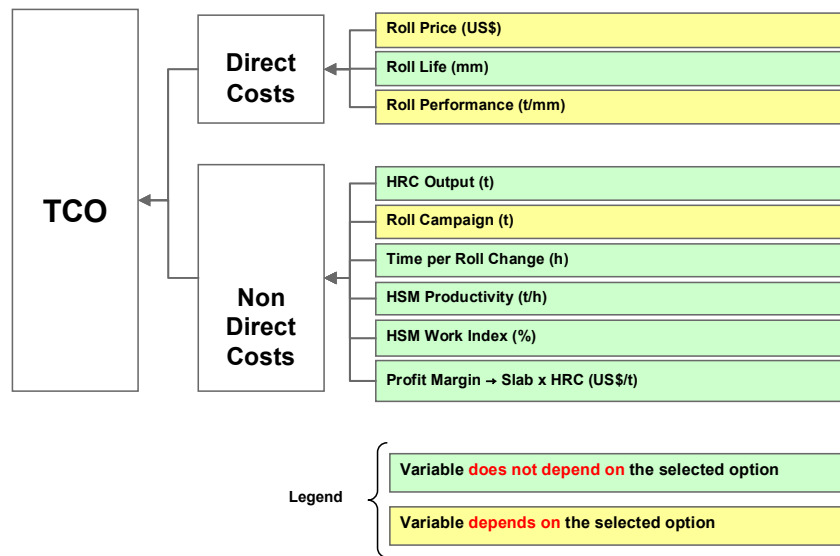 TCO
Direct
Costs
Roll Price (US$)
Roll Life (mm)
Roll Performance (t/mm)
Non
Direct
Costs
HRC Output (t)
Roll Campaign (t)
Time per Roll Change (h)
HSM Productivity (t/h)
HSM Work Index (%)
Profit Margin → Slab x HRC (US$/t)
Legend
Variable does not depend on the selected option
Variable depends on the selected option